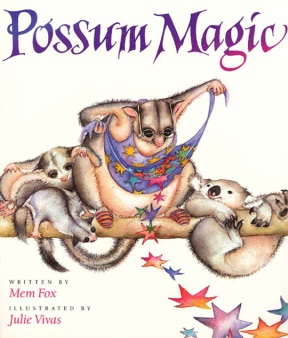 Possum Magic
WRITTEN BY
Mem Fox
ILLUSTRATED BY
Julie Vivas